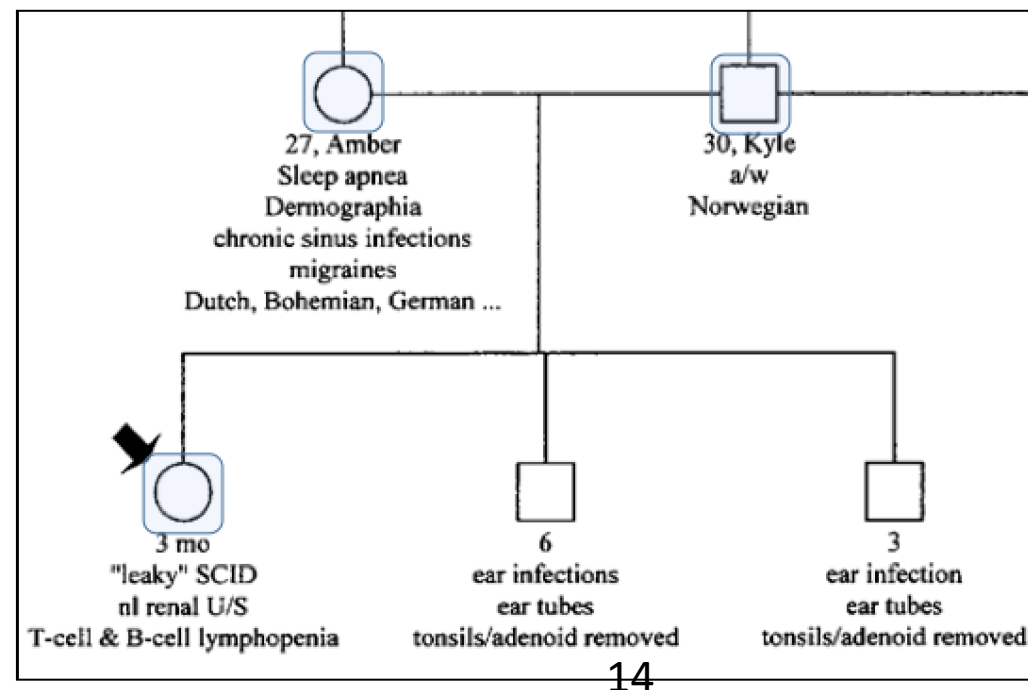 27, Amber
Sleep apnea
Dermographia
chronic sinus infections
migraines
Dutch, Bohemian, German ...
30, Kyle
a/w
Norwegian
3 mo
"leaky" SCID
nl renal U/S
T-cell & B-cell lymphopenia
6
ear infections
ear tubes
tonsils/adenoid removed
3
ear infection
ear tubes
tonsils/adenoid removed
14